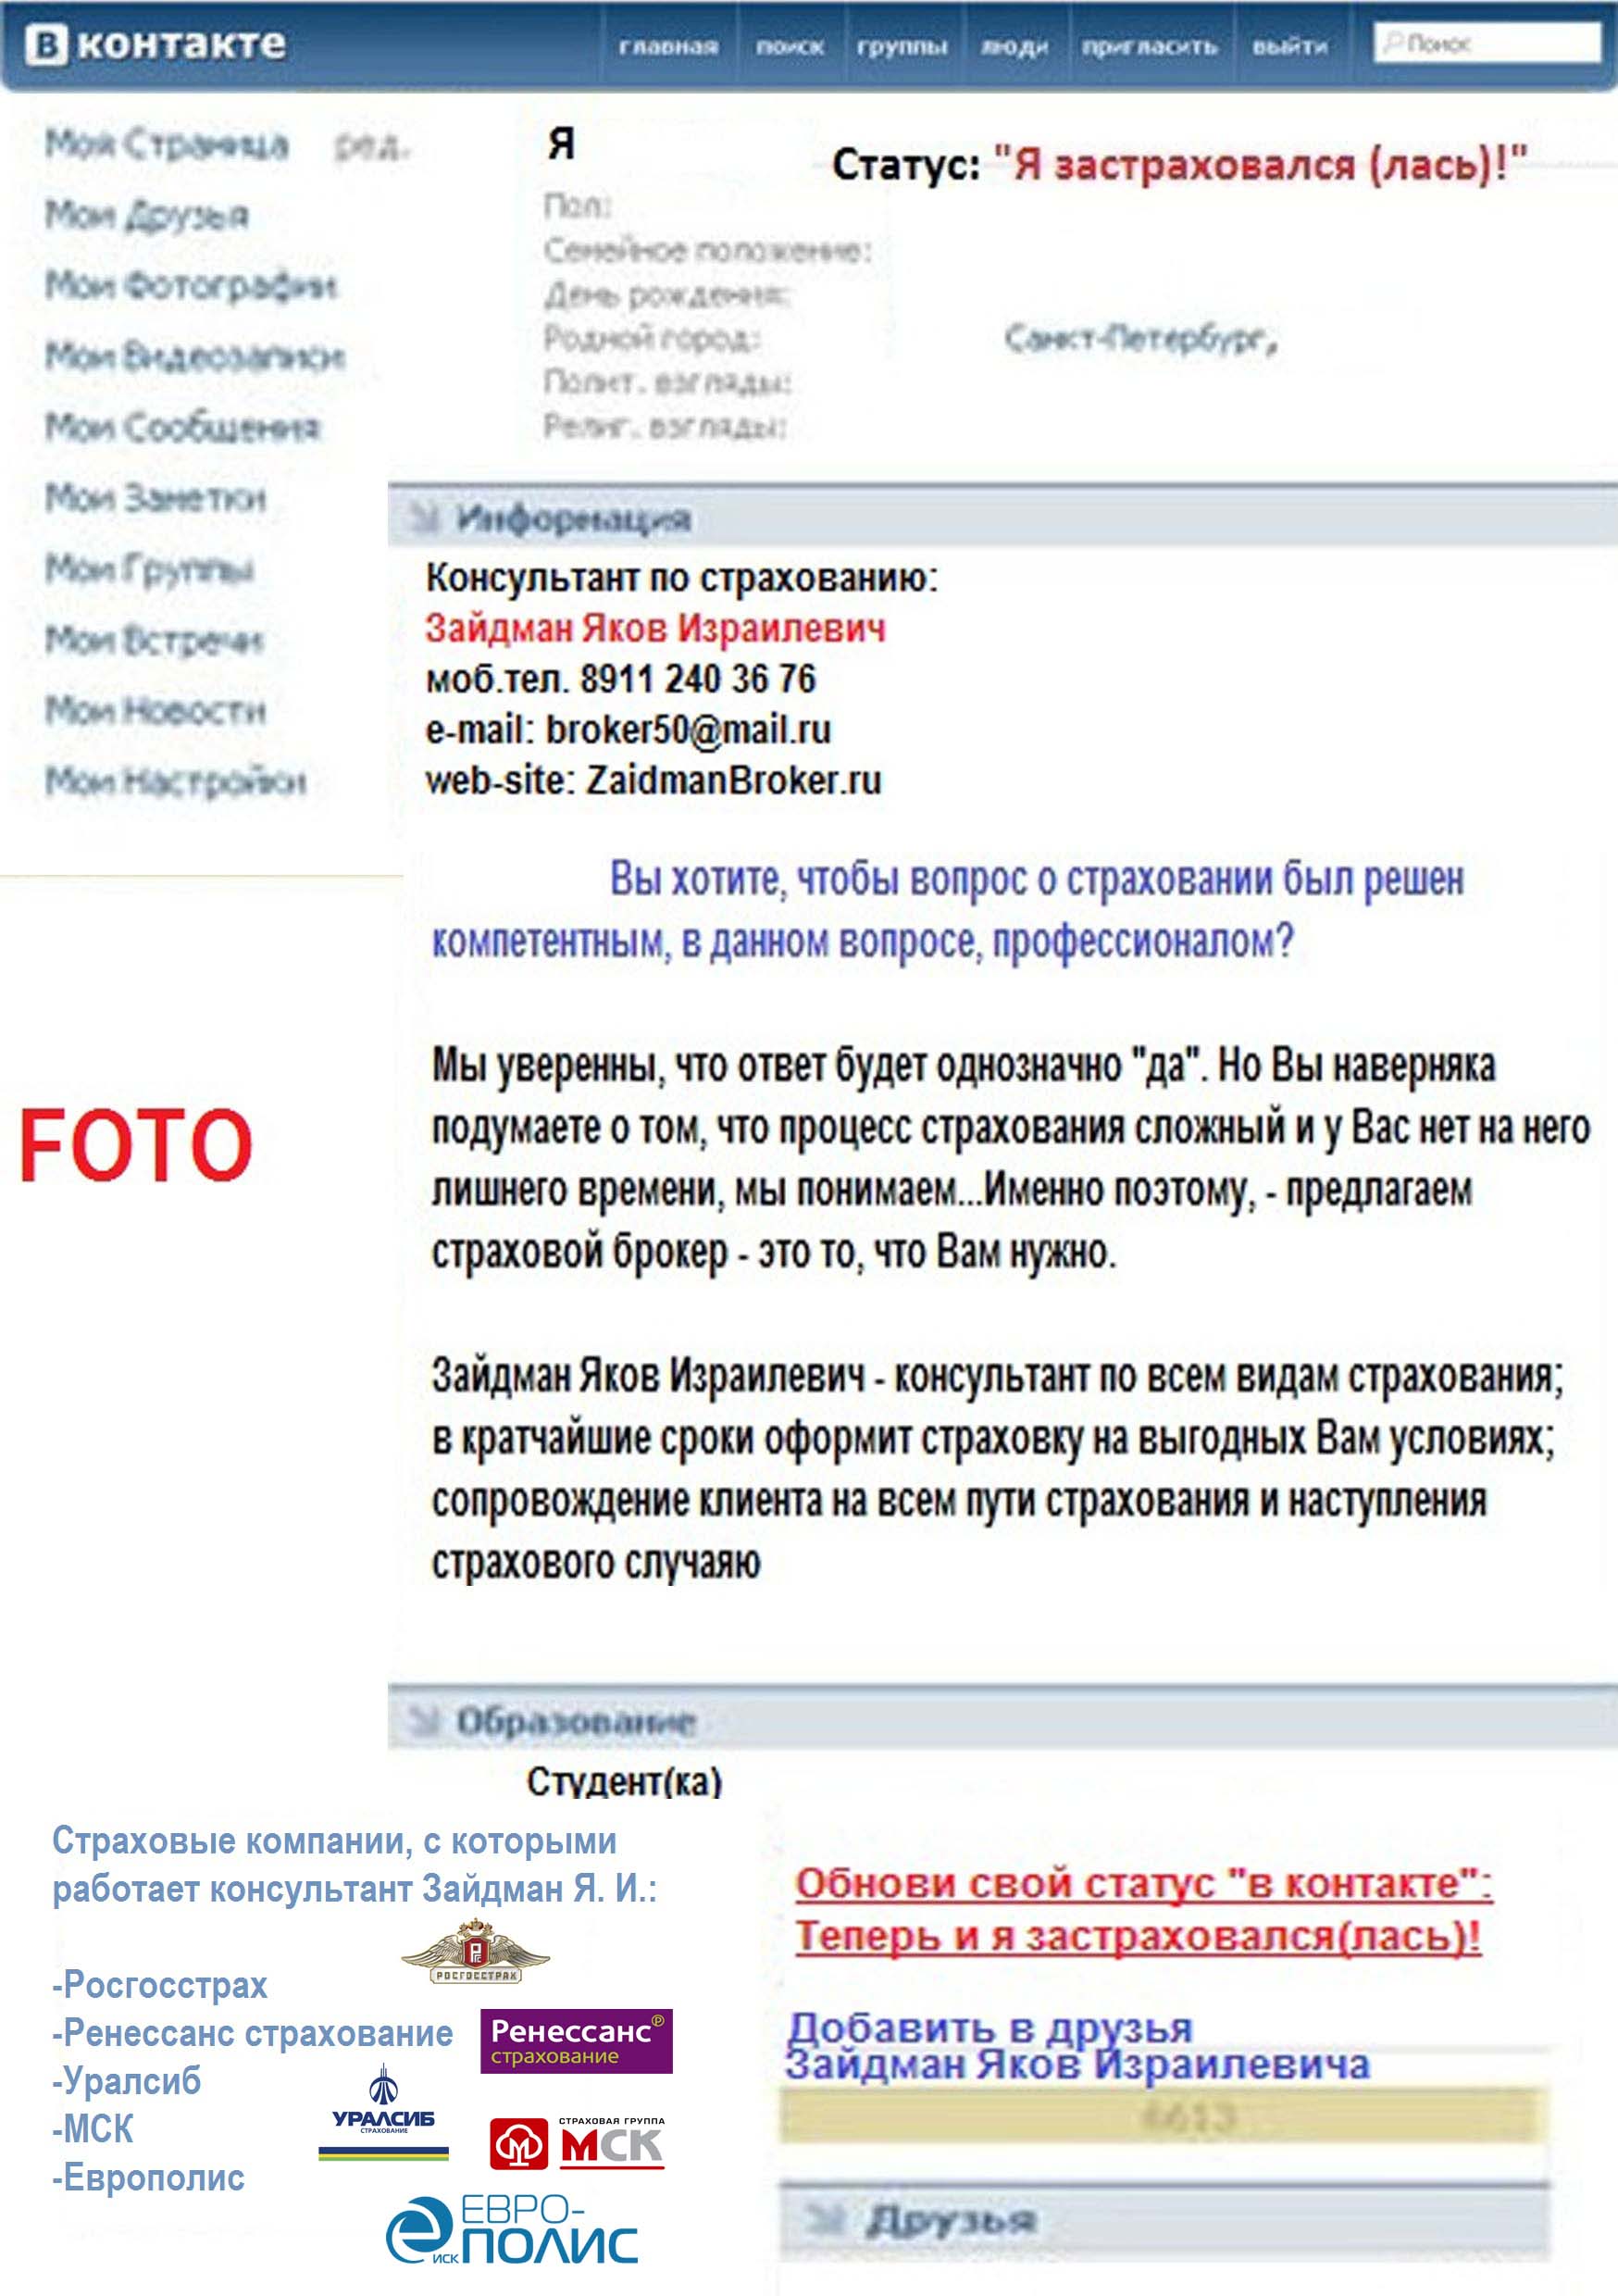 В контакте
главная поиск группы люди пригласить выйти Поиск
Моя Страница ред.
Мои Друзья
Мои Фотографии
Мои Видеозаписи
Мои Сообщения
Мои Заметки
Мои Группы
Мои Встречи
Мои Новости
Мои Настройки
Я
Статус: "Я застраховался (лась)!"
Пол:
Семейное положение:
День рождения:
Родной город: Санкт-Петербург,
Полит. взгляды:
Религ. взгляды:
Информация
Консультант по страхованию:
Зайдман Яков Израилевич
моб.тел. 8911 240 36 76
e-mail: broker50@mail.ru
web-site: ZaidmanBroker.ru
Вы хотите, чтобы вопрос о страховании был решен
компетентным, в данном вопросе, профессионалом?
FOTO
Мы уверенны, что ответ будет однозначно "да". Но Вы наверняка
подумаете о том, что процесс страхования сложный и у Вас нет на него
лишнего времени, мы понимаем...Именно поэтому, - предлагаем
страховой брокер - это то, что Вам нужно.
Зайдман Яков Израилевич - консультант по всем видам страхования;
в кратчайшие сроки оформит страховку на выгодных Вам условиях;
сопровождение клиента на всем пути страхования и наступления
страхового случаяю
Образование
Студент(ка)
Страховые компании, с которыми
работает консультант Зайдман Я. И.:
-Росгосстрах
-Ренессанс страхование
-Уралсиб
-МСК
-Европолис
РОСГОССТРАХ
Ренессанс
страхование
УРАЛСИБ
СТРАХОВАНИЕ
СТРАХОВАЯ ГРУППА
МСК
ЕВРО-
ИСК ПОЛИС
Обнови свой статус "в контакте":
Теперь и я застраховался(лась)!
Добавить в друзья
Зайдман Яков Израилевича
6613
Друзья